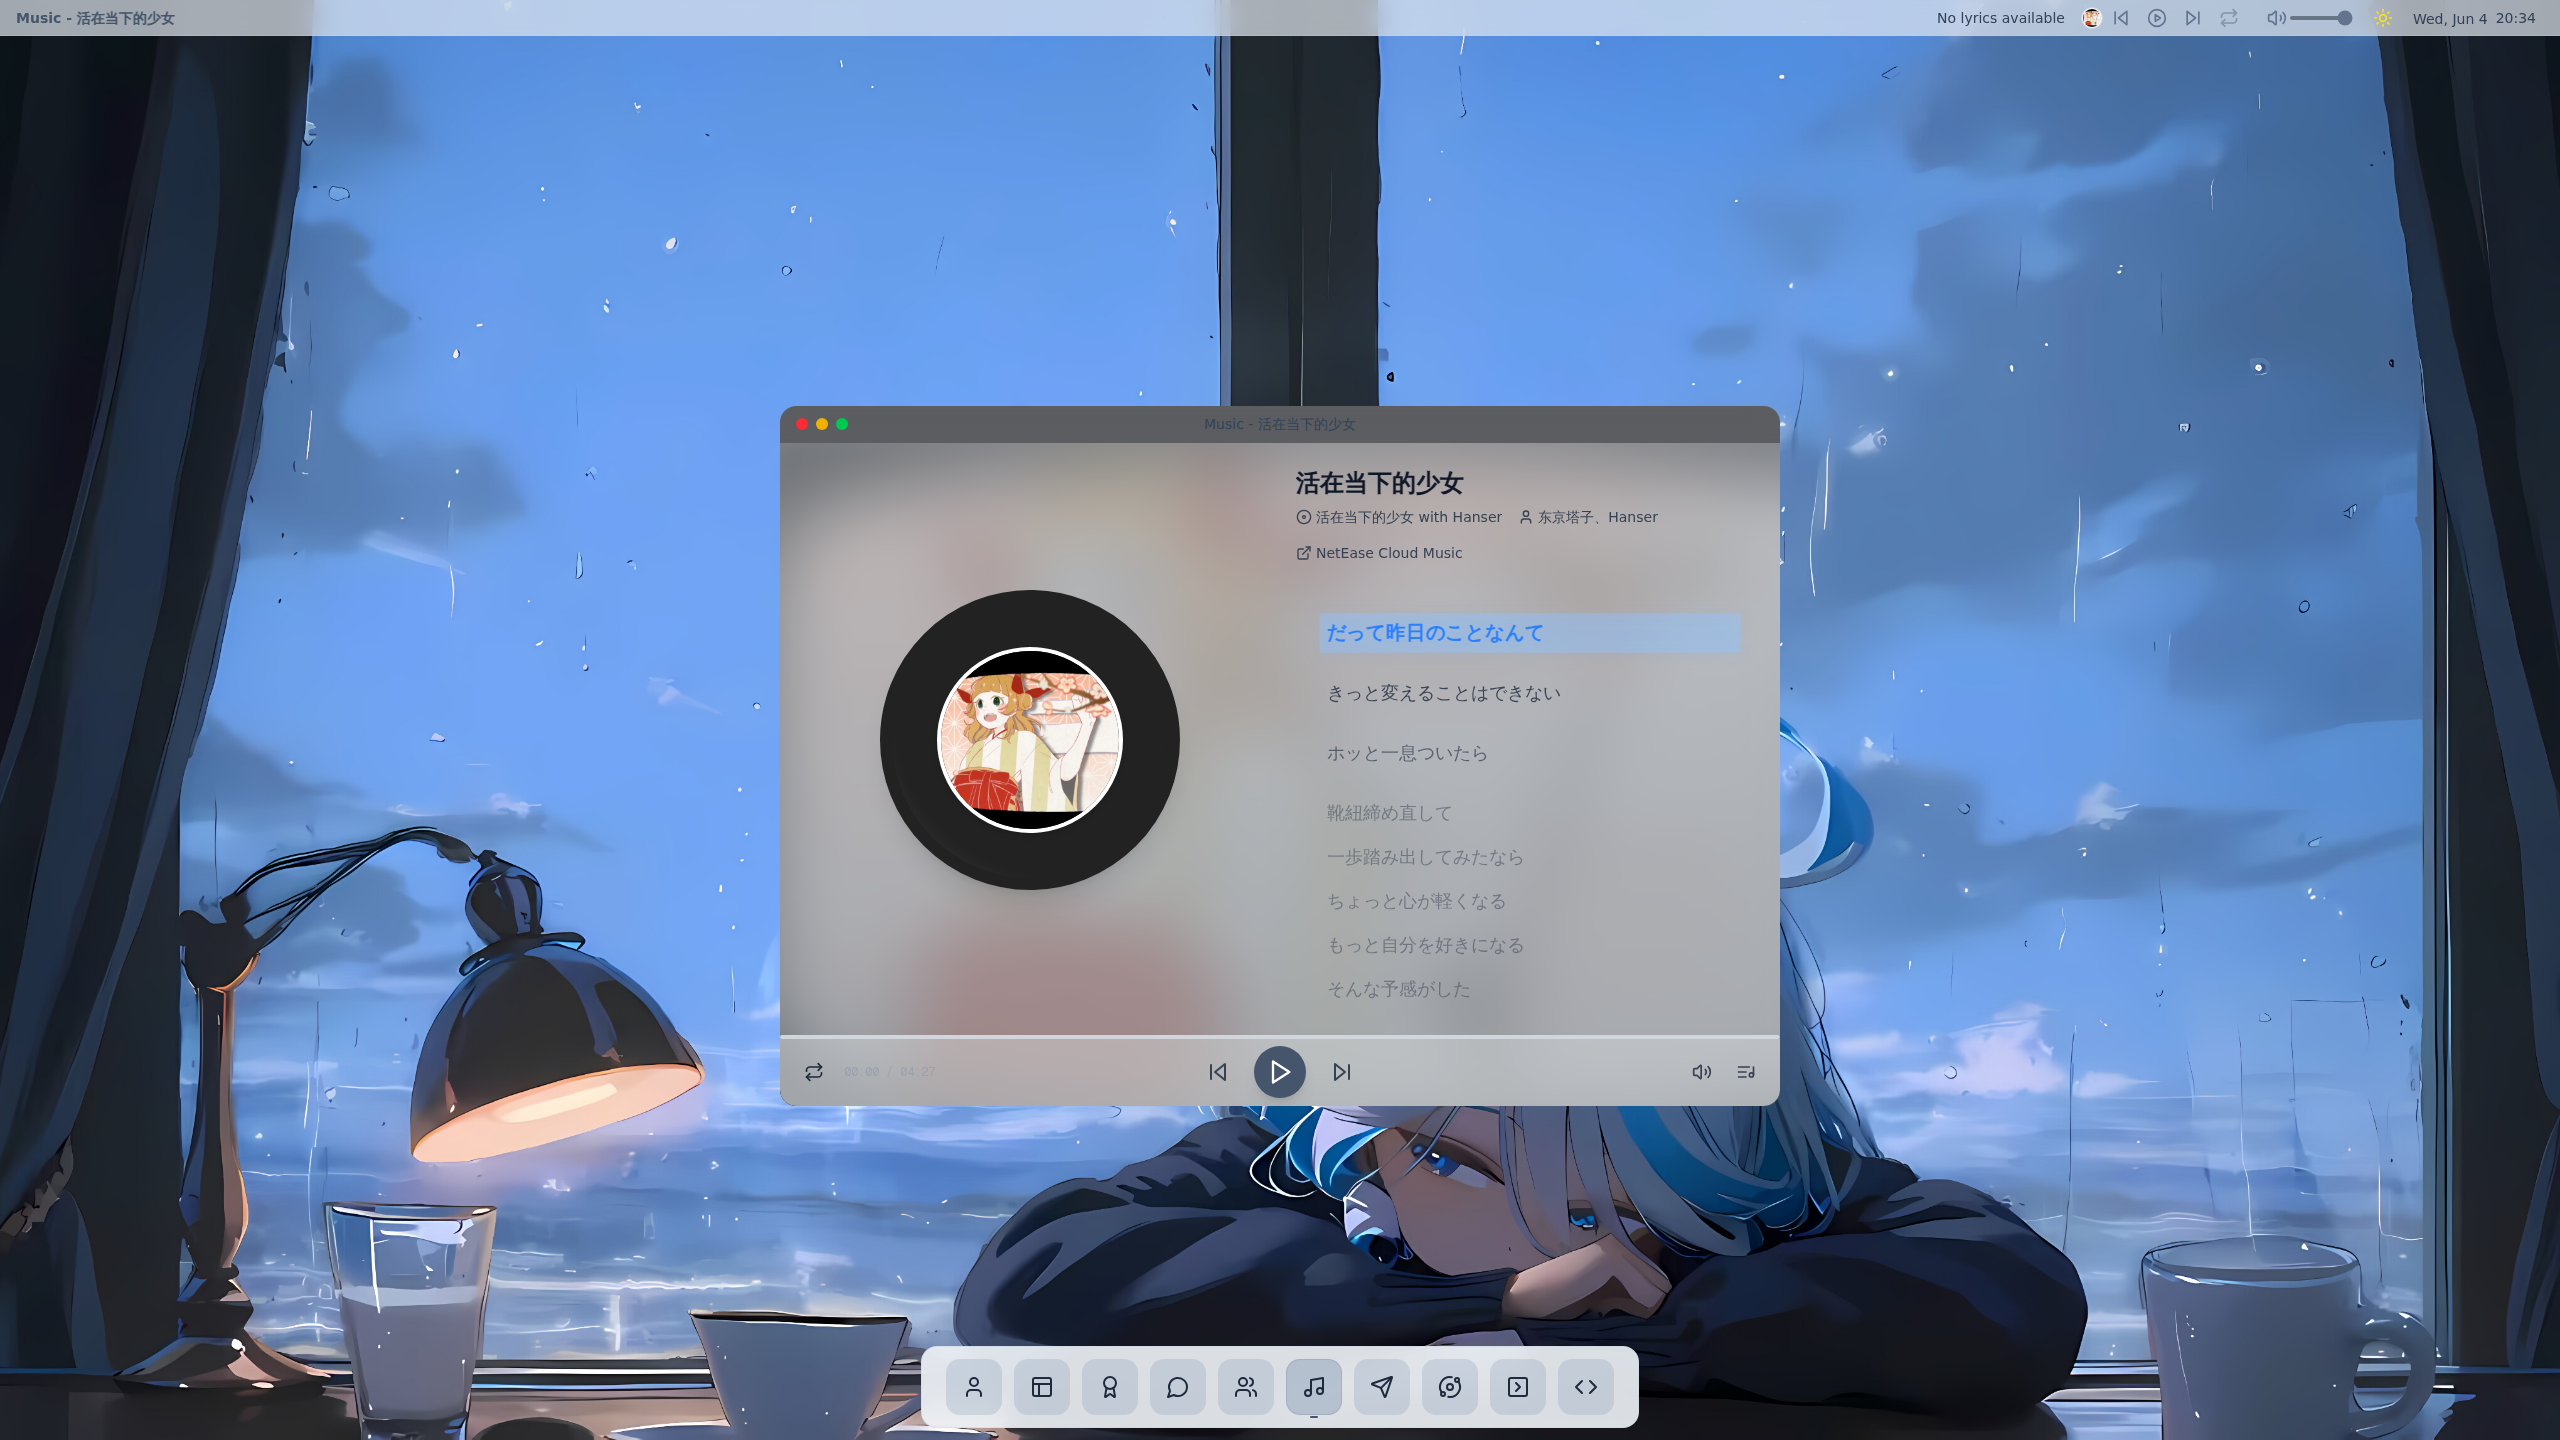 Music - 活在当下的少女
No lyrics available
Wed, Jun 4 20:34
Music - 活在当下的少女
活在当下的少女
活在当下的少女 with Hanser 东京塔子、Hanser
NetEase Cloud Music
だって昨日のことなんて
きっと変えることはできない
ホッと一息ついたら
靴紐締め直して
一歩踏み出してみたなら
ちょっと心が軽くなる
もっと自分を好きになる
そんな予感がした
00:00 / 04:27